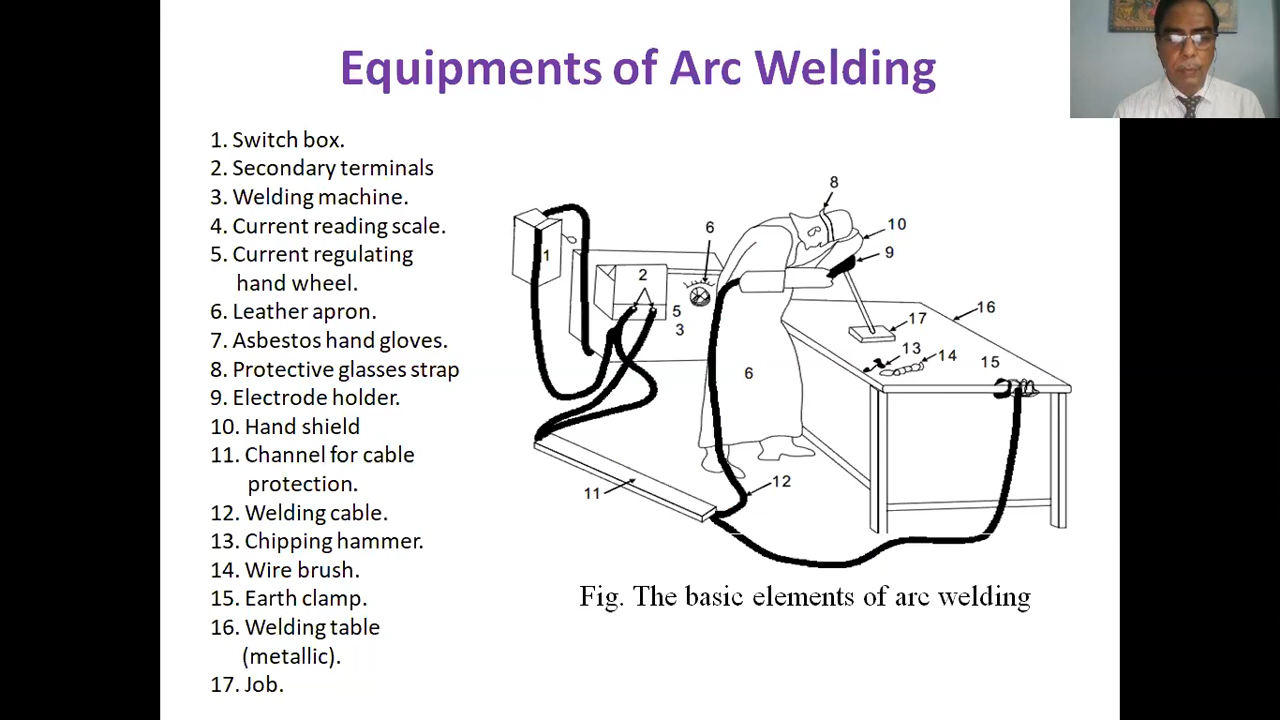 Equipments of Arc Welding
1. Switch box.
2. Secondary terminals
3. Welding machine.
4. Current reading scale.
5. Current regulating
hand wheel.
6. Leather apron.
7. Asbestos hand gloves.
8. Protective glasses strap
9. Electrode holder.
10. Hand shield
11. Channel for cable
protection.
12. Welding cable.
13. Chipping hammer.
14. Wire brush.
15. Earth clamp.
16. Welding table
(metallic).
17. Job.
8
10
6
9
1
2
5
3
16
17
13
14
15
6
12
11
Fig. The basic elements of arc welding